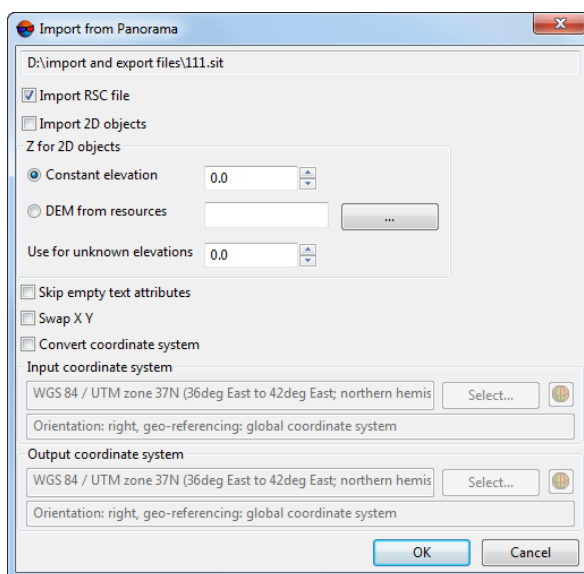 Import from Panorama
D:\import and export files\111.sit
Import RSC file
Import 2D objects
Z for 2D objects
Constant elevation 0.0
DEM from resources ...
Use for unknown elevations 0.0
Skip empty text attributes
Swap X Y
Convert coordinate system
Input coordinate system
WGS 84 / UTM zone 37N (36deg East to 42deg East; northern hemis Select...
Orientation: right, geo-referencing: global coordinate system
Output coordinate system
WGS 84 / UTM zone 37N (36deg East to 42deg East; northern hemis Select...
Orientation: right, geo-referencing: global coordinate system
OK Cancel